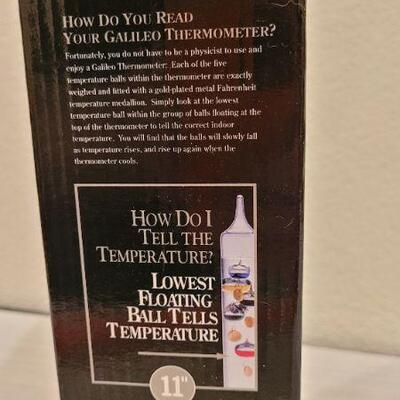 HOW DO YOU READ
YOUR GALILEO THERMOMETER?
Fortunately, you do not have to be a physicist to use and
enjoy a Galileo Thermometer: Each of the five
temperature balls within the thermometer are exactly
weighed and fitted with a gold-plated metal Fahrenheit
temperature medallion. Simply look at the lowest
temperature ball within the group of balls floating at the
top of the thermometer to tell the correct indoor
temperature. You will find that the balls will slowly fall
as temperature rises, and rise up again when the
thermometer cools.
HOW DO I
TELL THE
TEMPERATURE?
LOWEST
FLOATING
BALL TELLS
TEMPERATURE
11"